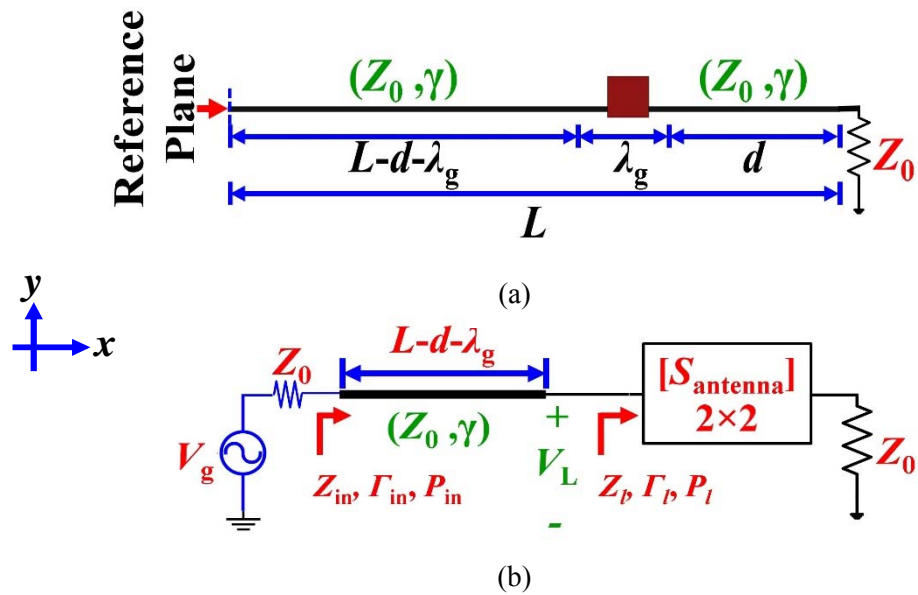 Reference
Plane
(Z₀ ,γ)
(Z₀ ,γ)
L-d-λg
λg
d
Z₀
L
(a)
y
x
L-d-λg
Z₀
[Santenna]
2×2
(Z₀ ,γ)
+
Vg
VL
Z₀
Zin, Γin, Pin
Zl, Γl, Pl
-
(b)